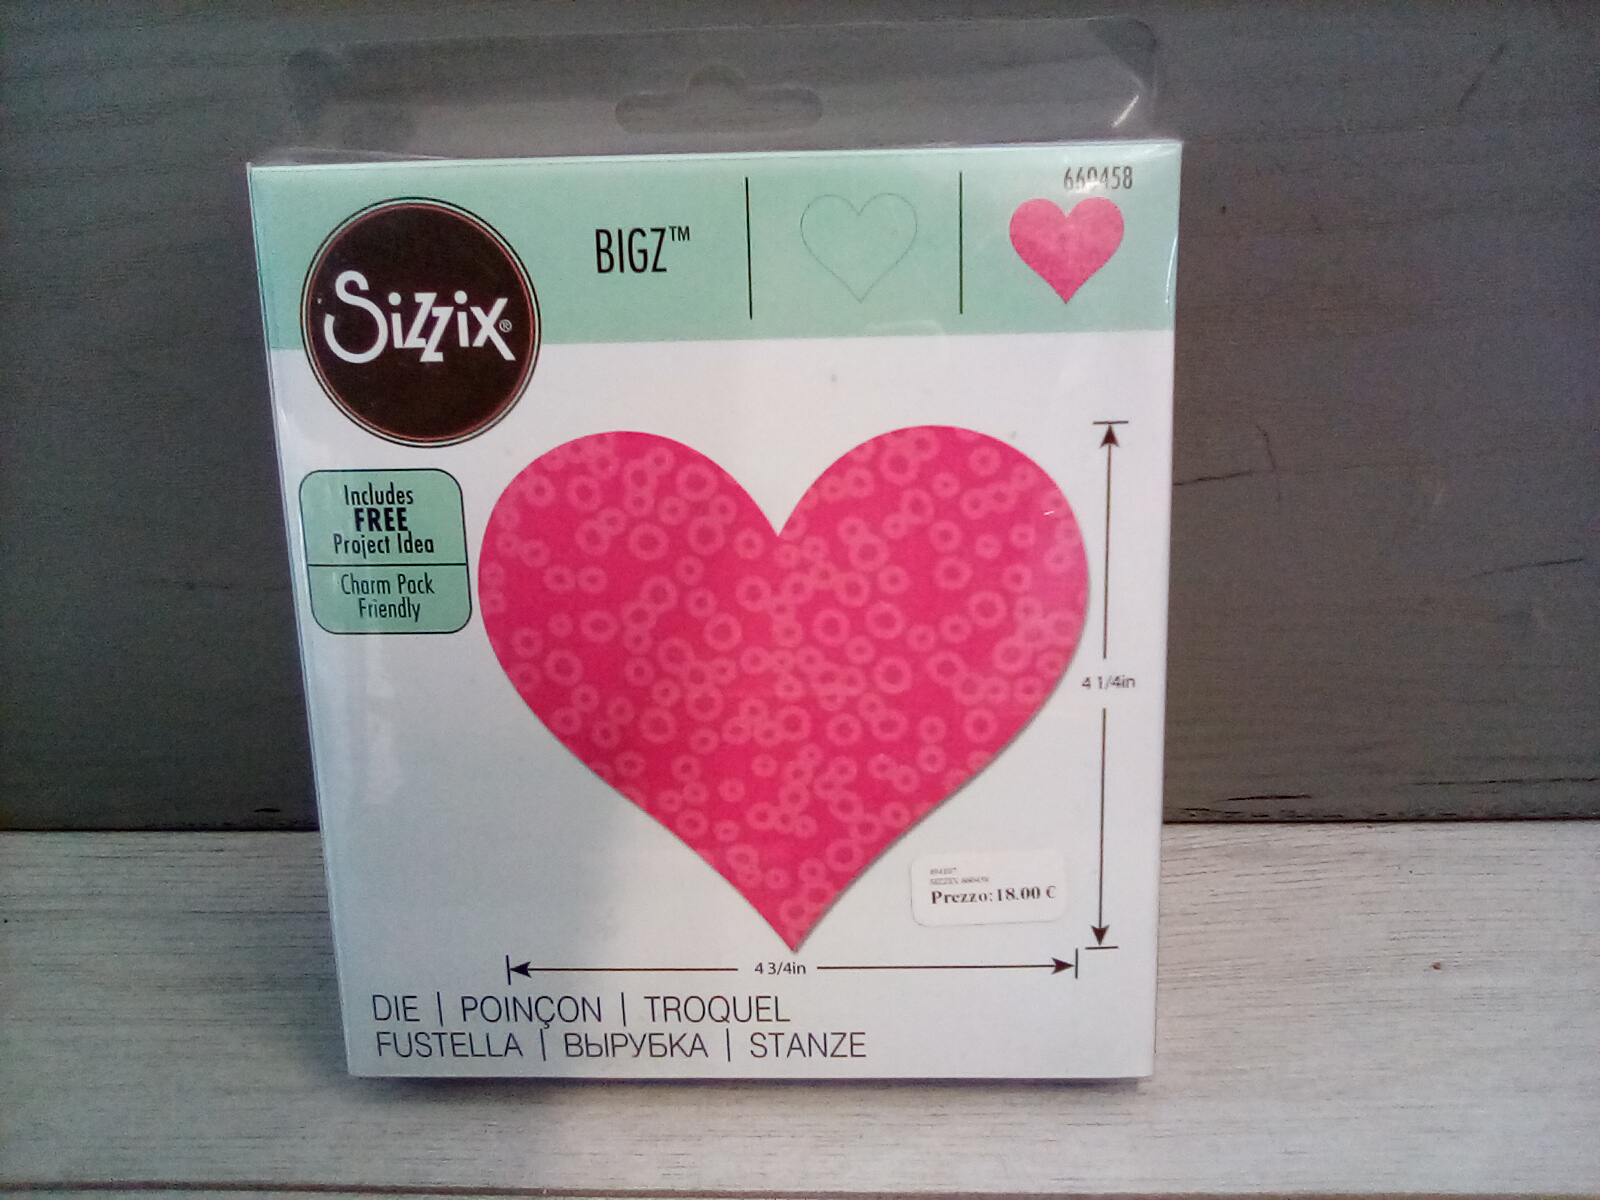 660458
BIGZ™
Sizzix®
Includes
FREE
Project Idea
Charm Pack
Friendly
4 1/4in
Prezzo:18.00 €
4 3/4in
DIE | POINÇON | TROQUEL
FUSTELLA | ВЫРУБКА | STANZE